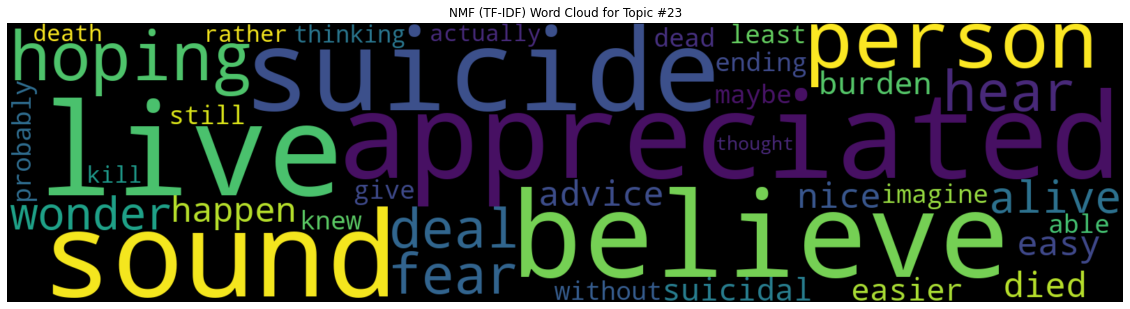 NMF (TF-IDF) Word Cloud for Topic #23
death rather thinking actually dead least person
hoping suicide ending burden hear
probably still live appreciated maybe thought
kill give advice nice imagine alive
wonder happen knew deal believe able easy
sound fear without suicidal easier died